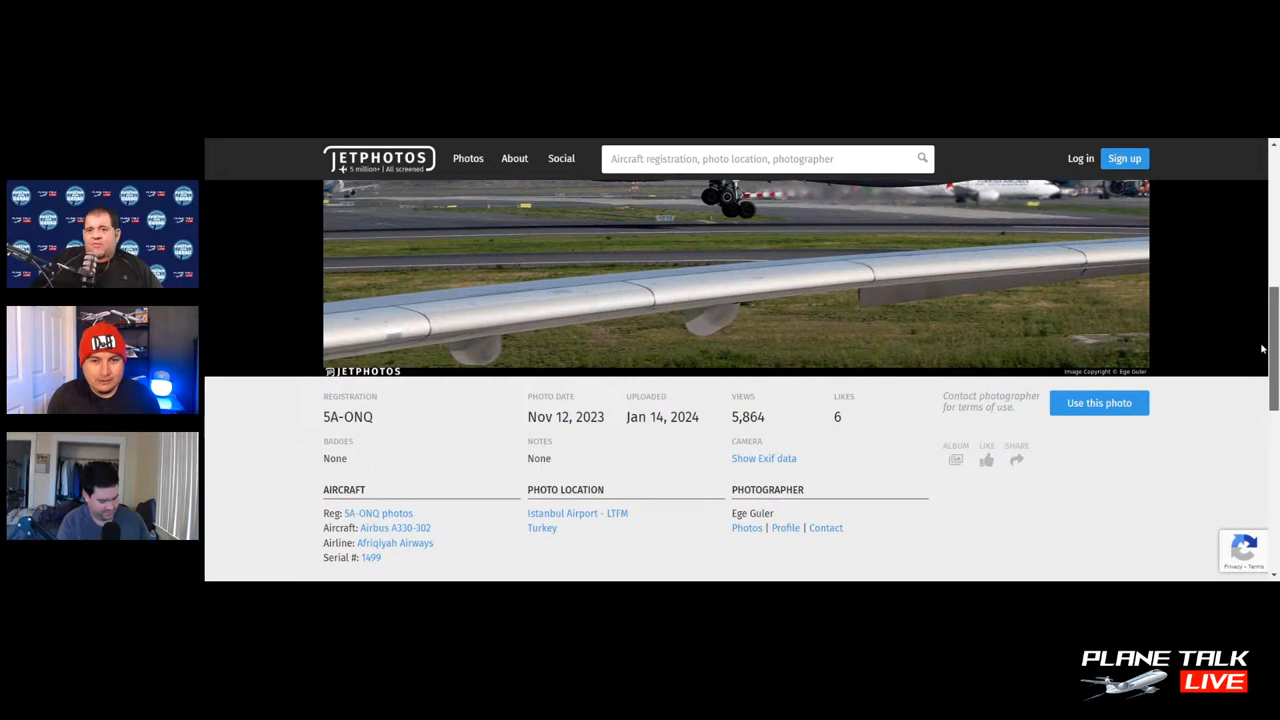 JETPHOTOS
5 million+ | All screened
Photos
About
Social
Aircraft registration, photo location, photographer
Log in
Sign up
JETPHOTOS
Image Copyright © Ege Guler
REGISTRATION
5A-ONQ
PHOTO DATE
Nov 12, 2023
UPLOADED
Jan 14, 2024
VIEWS
5,864
LIKES
6
Contact photographer
for terms of use.
Use this photo
BADGES
None
NOTES
None
CAMERA
Show Exif data
ALBUM
LIKE
SHARE
AIRCRAFT
Reg: 5A-ONQ photos
Aircraft: Airbus A330-302
Airline: Afriqiyah Airways
Serial #: 1499
PHOTO LOCATION
Istanbul Airport - LTFM
Turkey
PHOTOGRAPHER
Ege Guler
Photos | Profile | Contact
Privacy - Terms
PLANE TALK
LIVE